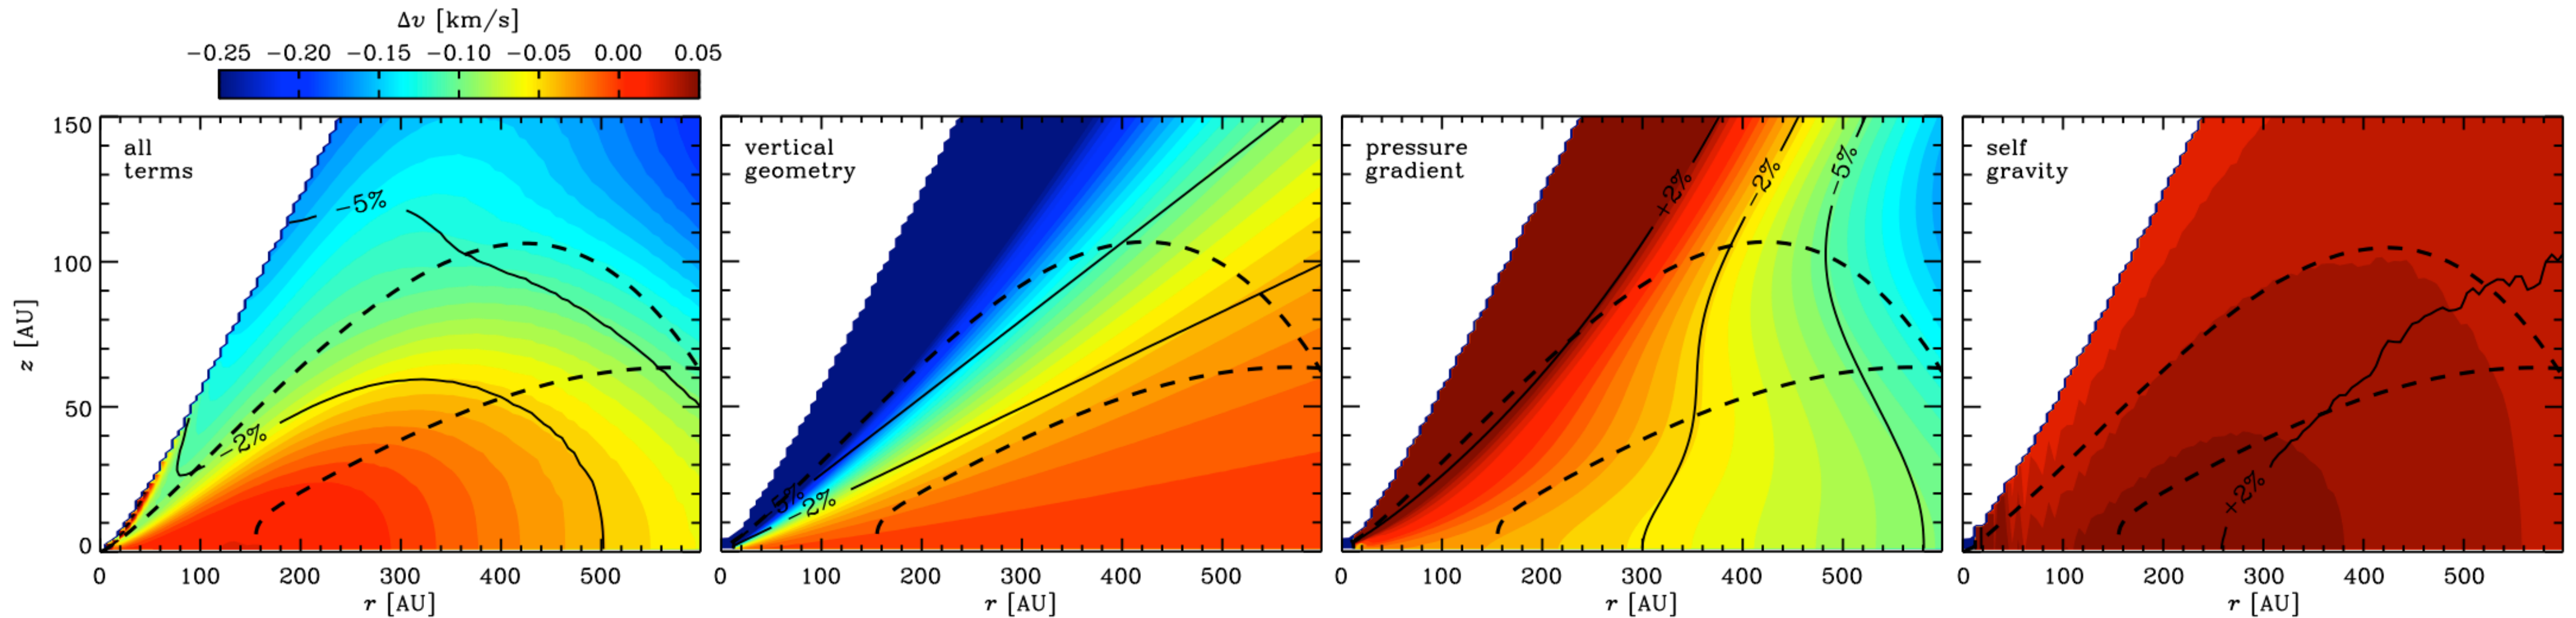 Δv [km/s]
−0.25 −0.20 −0.15 −0.10 −0.05 0.00 0.05
all
terms
vertical
geometry
pressure
gradient
self
gravity
−5%
−2%
−5%
−2%
+2%
−2%
−5%
+2%
150
100
50
0
z [AU]
0 100 200 300 400 500
0 100 200 300 400 500
0 100 200 300 400 500
0 100 200 300 400 500
r [AU]
r [AU]
r [AU]
r [AU]